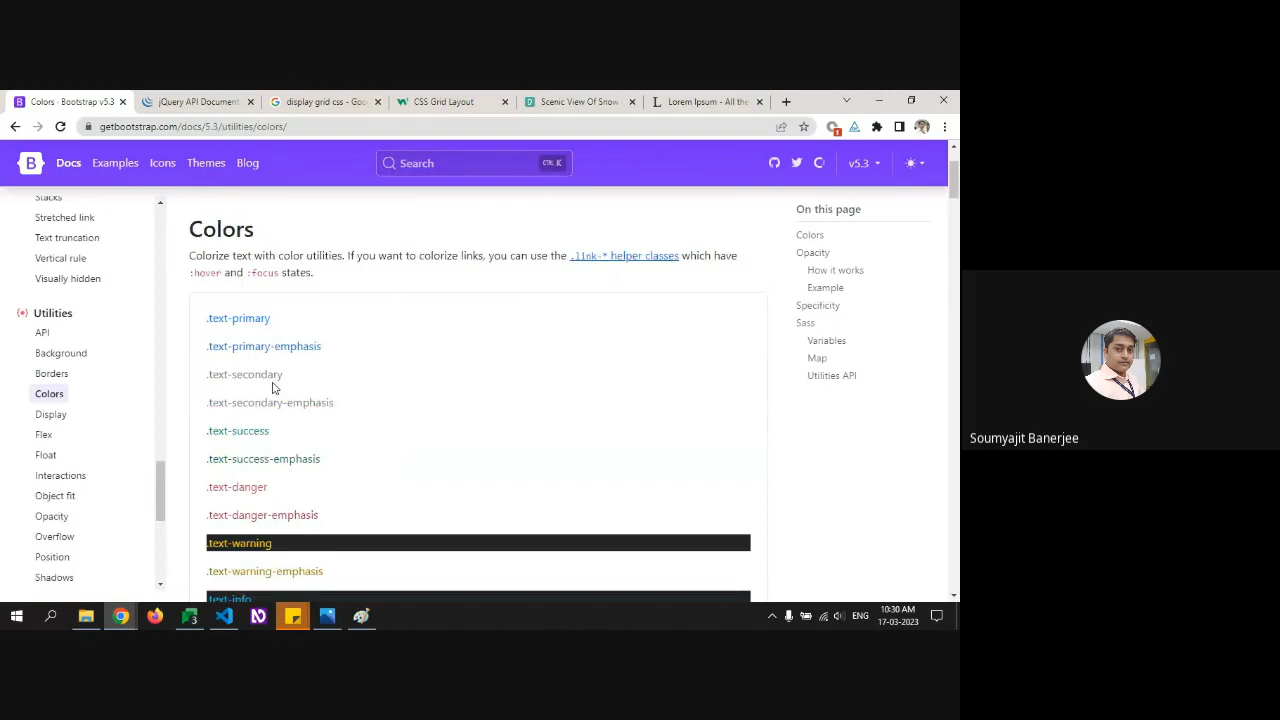 Colors · Bootstrap v5.3
jQuery API Document
display grid css - Goo
CSS Grid Layout
Scenic View Of Snow
Lorem Ipsum - All the
getbootstrap.com/docs/5.3/utilities/colors/
1
B
Docs
Examples
Icons
Themes
Blog
Search
CTRL K
v5.3
Stacks
Stretched link
Text truncation
Vertical rule
Visually hidden
Utilities
API
Background
Borders
Colors
Display
Flex
Float
Interactions
Object fit
Opacity
Overflow
Position
Shadows
Colors
Colorize text with color utilities. If you want to colorize links, you can use the .link-* helper classes which have
:hover and :focus states.
.text-primary
.text-primary-emphasis
.text-secondary
.text-secondary-emphasis
.text-success
.text-success-emphasis
.text-danger
.text-danger-emphasis
.text-warning
.text-warning-emphasis
.text-info
On this page
Colors
Opacity
How it works
Example
Specificity
Sass
Variables
Map
Utilities API
Soumyajit Banerjee
ENG
10:30 AM
17-03-2023